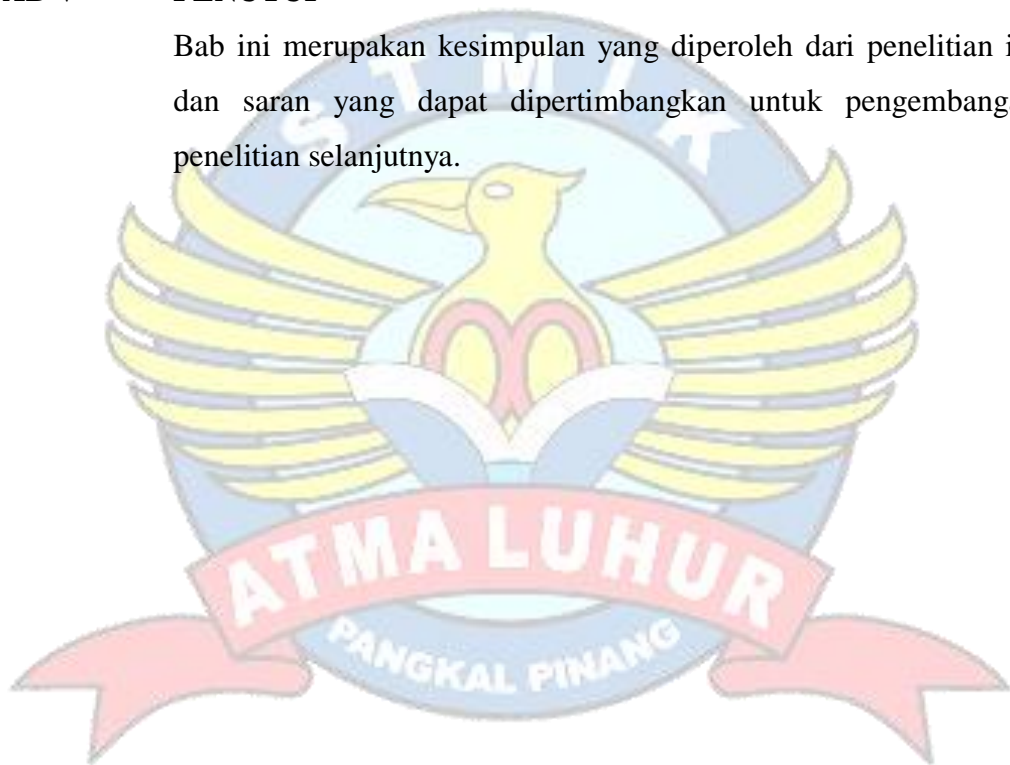 Bab ini merupakan kesimpulan yang diperoleh dari penelitian i
dan saran yang dapat dipertimbangkan untuk pengembanga
penelitian selanjutnya.
STMIK
ATMA LUHUR
PANGKAL PINANG